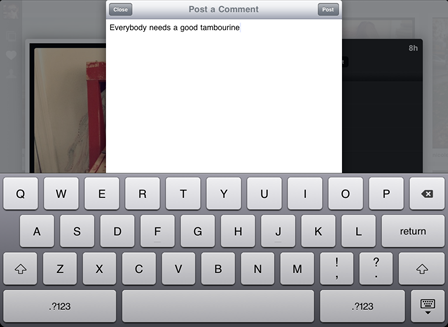 Close Post a Comment Post
Everybody needs a good tambourine
8h
Q W E R T Y U I O P
A S D F G H J K L return
Z X C V B N M ! , ? .
.?123 .?123